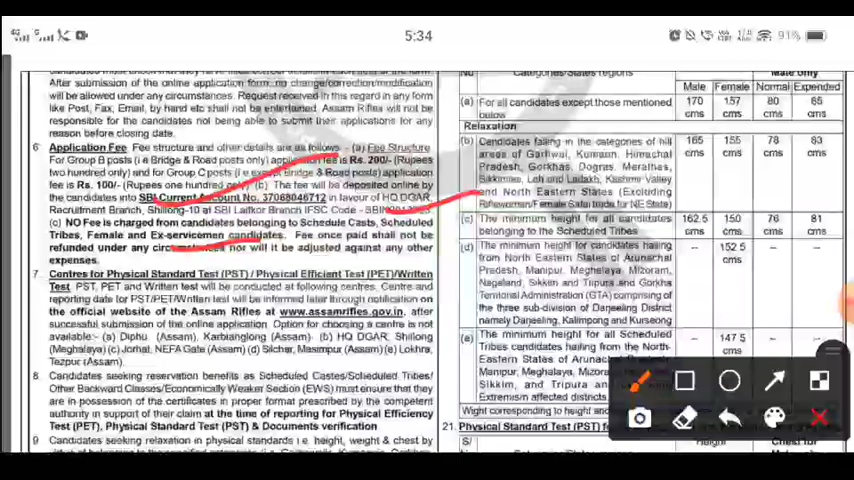 4G
5:34
91%
After submission of the online application form, no change/correction/modification
will be allowed under any circumstances. Request received in this regard in any form
like Post, Fax, Email, by hand etc shall not be entertained. Assam Rifles will not be
responsible for the candidates not being able to submit their applications for any
reason before closing date.
6 Application Fee Fee structure and other details are as follows :- (a) Fee Structure.
For Group B posts (i.e Bridge & Road posts only) application fee is Rs. 200/- (Rupees
two hundred only) and for Group C posts (i.e except Bridge & Road posts) application
fee is Rs. 100/- (Rupees one hundred only) (b) The fee will be deposited online by
the candidates into SBI Current Account No. 37068046712 in favour of HQ DGAR,
Recruitment Branch, Shillong-10 at SBI Laitkor Branch IFSC Code -
(c) NO Fee is charged from candidates belonging to Schedule Casts, Scheduled
Tribes, Female and Ex-servicemen candidates. Fee once paid shall not be
refunded under any circumstances nor will it be adjusted against any other
expenses.
7. Centres for Physical Standard Test (PST) / Physical Efficient Test (PET)/Written
Test. PST, PET and Written test will be conducted at following centres. Centre and
reporting date for PST/PET/Written test will be informed later through notification on
the official website of the Assam Rifles at www.assamrifles.gov.in, after
successful submission of the online application. Option for choosing a centre is not
available:- (a) Diphu (Assam) Karbianglong (Assam) (b) HQ DGAR, Shillong
(Meghalaya) (c) Jorhat, NEFA Gate (Assam) (d) Silchar, Masimpur (Assam)(e) Lokhra,
Tezpur (Assam).
8 Candidates seeking reservation benefits as Scheduled Castes/Scheduled Tribes/
Other Backward Classes/Economically Weaker Section (EWS) must ensure that they
are in possession of the certificates in proper format prescribed by the competent
authority in support of their claim at the time of reporting for Physical Efficiency
Test (PET), Physical Standard Test (PST) & Documents verification
9 Candidates seeking relaxation in physical standards i.e. height, weight & chest by
No Categories/States regions Male only
Male Female Normal Expended
(a) For all candidates except those mentioned below 170 cms 157 cms 80 cms 85 cms
Relaxation
(b) Candidates falling in the categories of hill 165 155 78 83
areas of Garhwal, Kumaun, Himachal cms cms cms cms
Pradesh, Gorkhas, Dogras, Marathas,
Sikkimies, Leh and Ladakh, Kashmir Valley
and North Eastern States (Excluding
Riflewoman/Female Safai trade for NE State)
(c) The minimum height for all candidates 162.5 150 76 81
belonging to the Scheduled Tribes cms cms cms cms
(d) The minimum height for candidates hailing -- 152.5 -- --
from North Eastern States of Arunachal cms
Pradesh, Manipur, Meghalaya, Mizoram,
Nagaland, Sikkim and Tripura and Gorkha
Territorial Administration (GTA) comprising of
the three sub-division of Darjeeling District
namely Darjeeling, Kalimpong and Kurseong
(e) The minimum height for all Scheduled -- 147.5 -- --
Tribes candidates hailing from the North- cms
Eastern States of
Manipur, Meghalaya,
Sikkim, and Tripura
Extremism affected districts.
Wight corresponding to height and
21. Physical Standard Test (PST)
S/
Height
Chest for